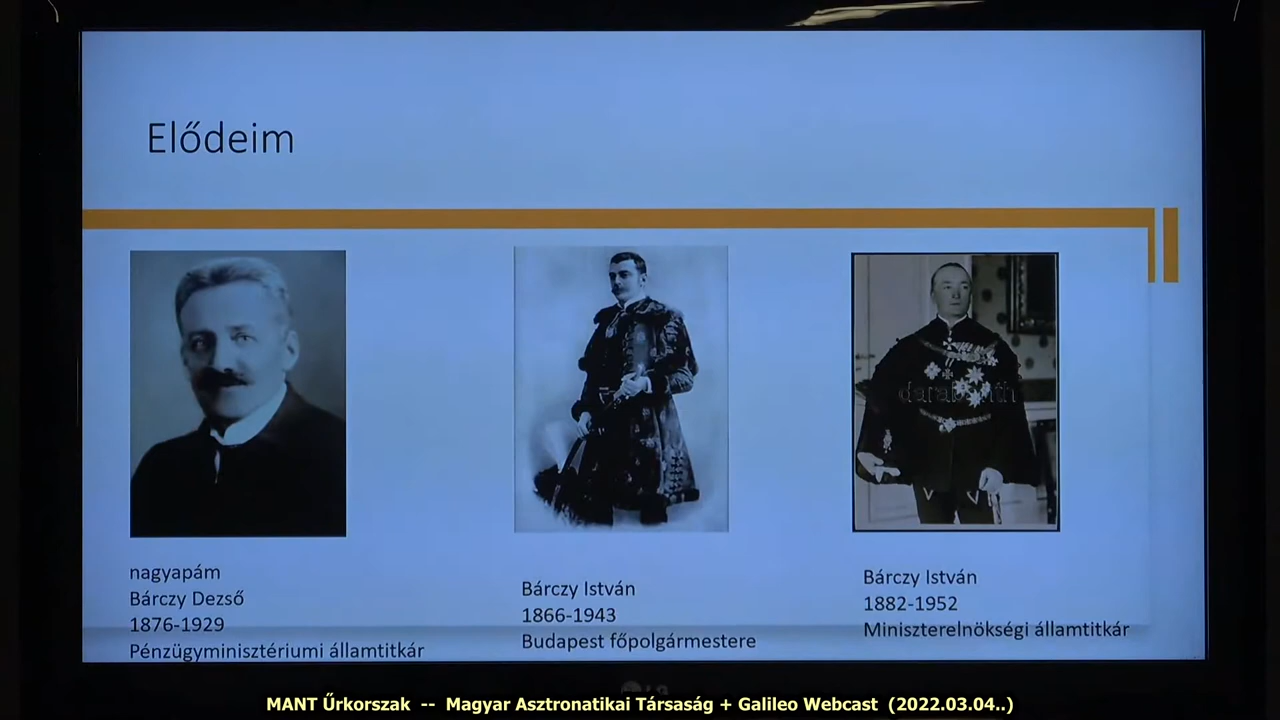 Elődeim
nagyapám
Bárczy Dezső
1876-1929
Pénzügyminisztériumi államtitkár
Bárczy István
1866-1943
Budapest főpolgármestere
Bárczy István
1882-1952
Miniszterelnökségi államtitkár
LG
MANT Űrkorszak -- Magyar Asztronatikai Társaság + Galileo Webcast (2022.03.04..)